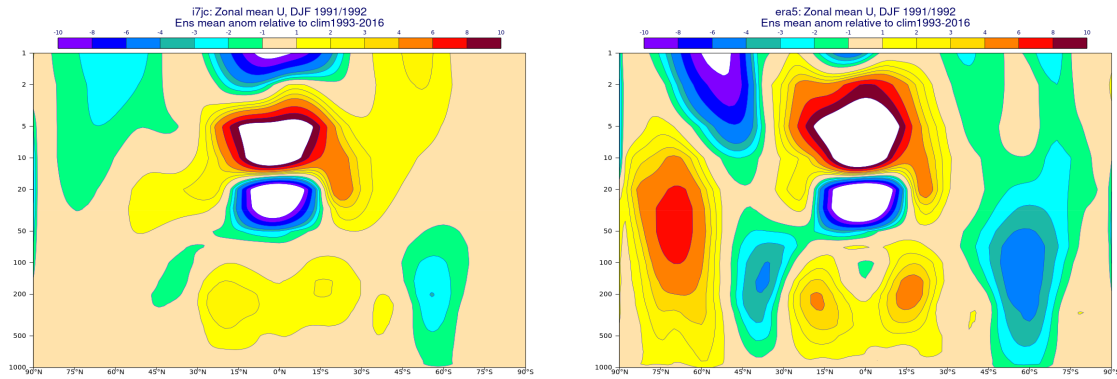 i7jc: Zonal mean U, DJF 1991/1992
Ens mean anom relative to clim1993-2016
-10 -8 -6 -4 -2 -1 1 2 4 6 8 10
1
2
5
10
20
50
100
200
500
1000
90°N 75°N 60°N 45°N 30°N 15°N 0°N 15°S 30°S 45°S 60°S 75°S 90°S
era5: Zonal mean U, DJF 1991/1992
Ens mean anom relative to clim1993-2016
-10 -8 -6 -4 -2 -1 1 2 4 6 8 10
1
2
5
10
20
50
100
200
500
1000
90°N 75°N 60°N 45°N 30°N 15°N 0°N 15°S 30°S 45°S 60°S 75°S 90°S